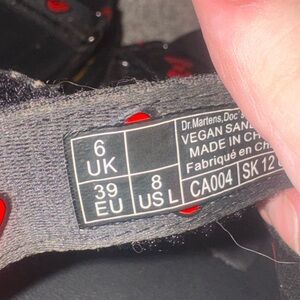 6
UK
39
EU
8
US L
Dr.Martens, Doc's
VEGAN SAN
MADE IN CH
Fabriqué en Ch
CA004
SK 12